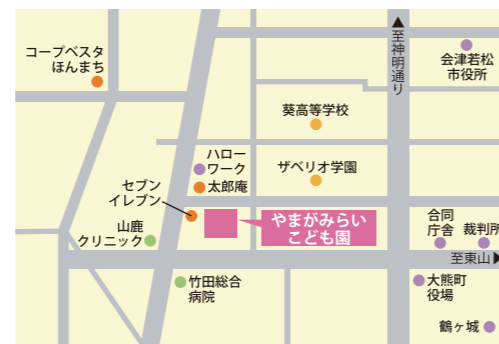 コープベスタ
ほんまち
▲至神明通り
会津若松
市役所
葵高等学校
ハロー
ワーク
太郎庵
ザベリオ学園
セブン
イレブン
やまがみらい
こども園
山鹿
クリニック
合同
庁舎
裁判所
至東山▶
竹田総合
病院
大熊町
役場
鶴ヶ城